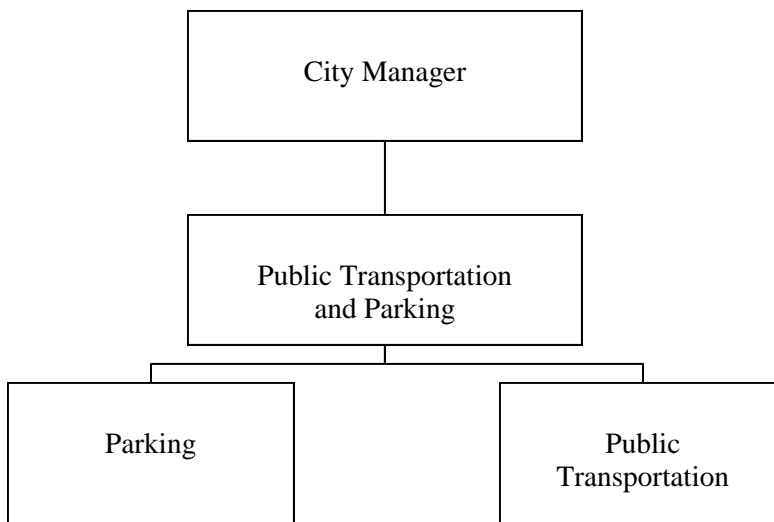 City Manager
Public Transportation
and Parking
Parking
Public
Transportation